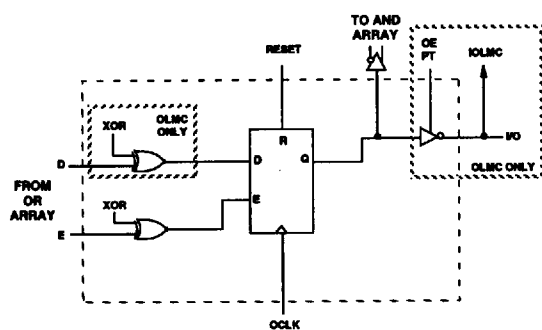 TO AND
ARRAY
RESET
OE
PT
IOLMC
OLMC
ONLY
XOR
D
R
D
Q
I/O
OLMC ONLY
FROM
OR
ARRAY
XOR
E
E
OCLK